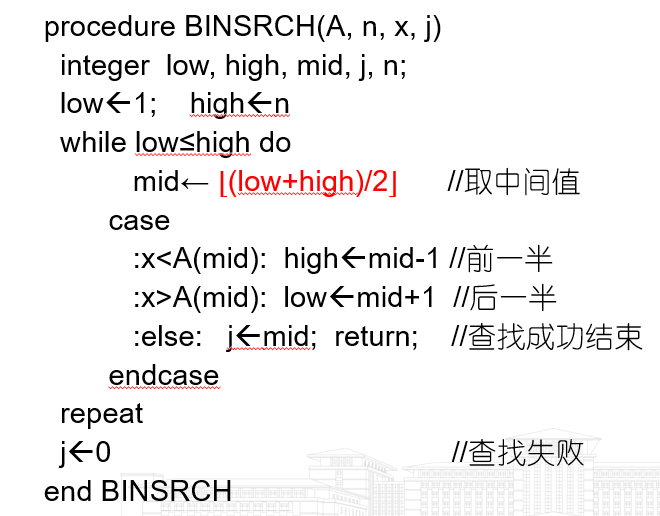 procedure BINSRCH(A, n, x, j)
integer low, high, mid, j, n;
low←1; high←n
while low≤high do
mid← ⌊(low+high)/2⌋ //取中间值
case
:x<A(mid): high←mid-1 //前一半
:x>A(mid): low←mid+1 //后一半
:else: j←mid; return; //查找成功结束
endcase
repeat
j←0 //查找失败
end BINSRCH